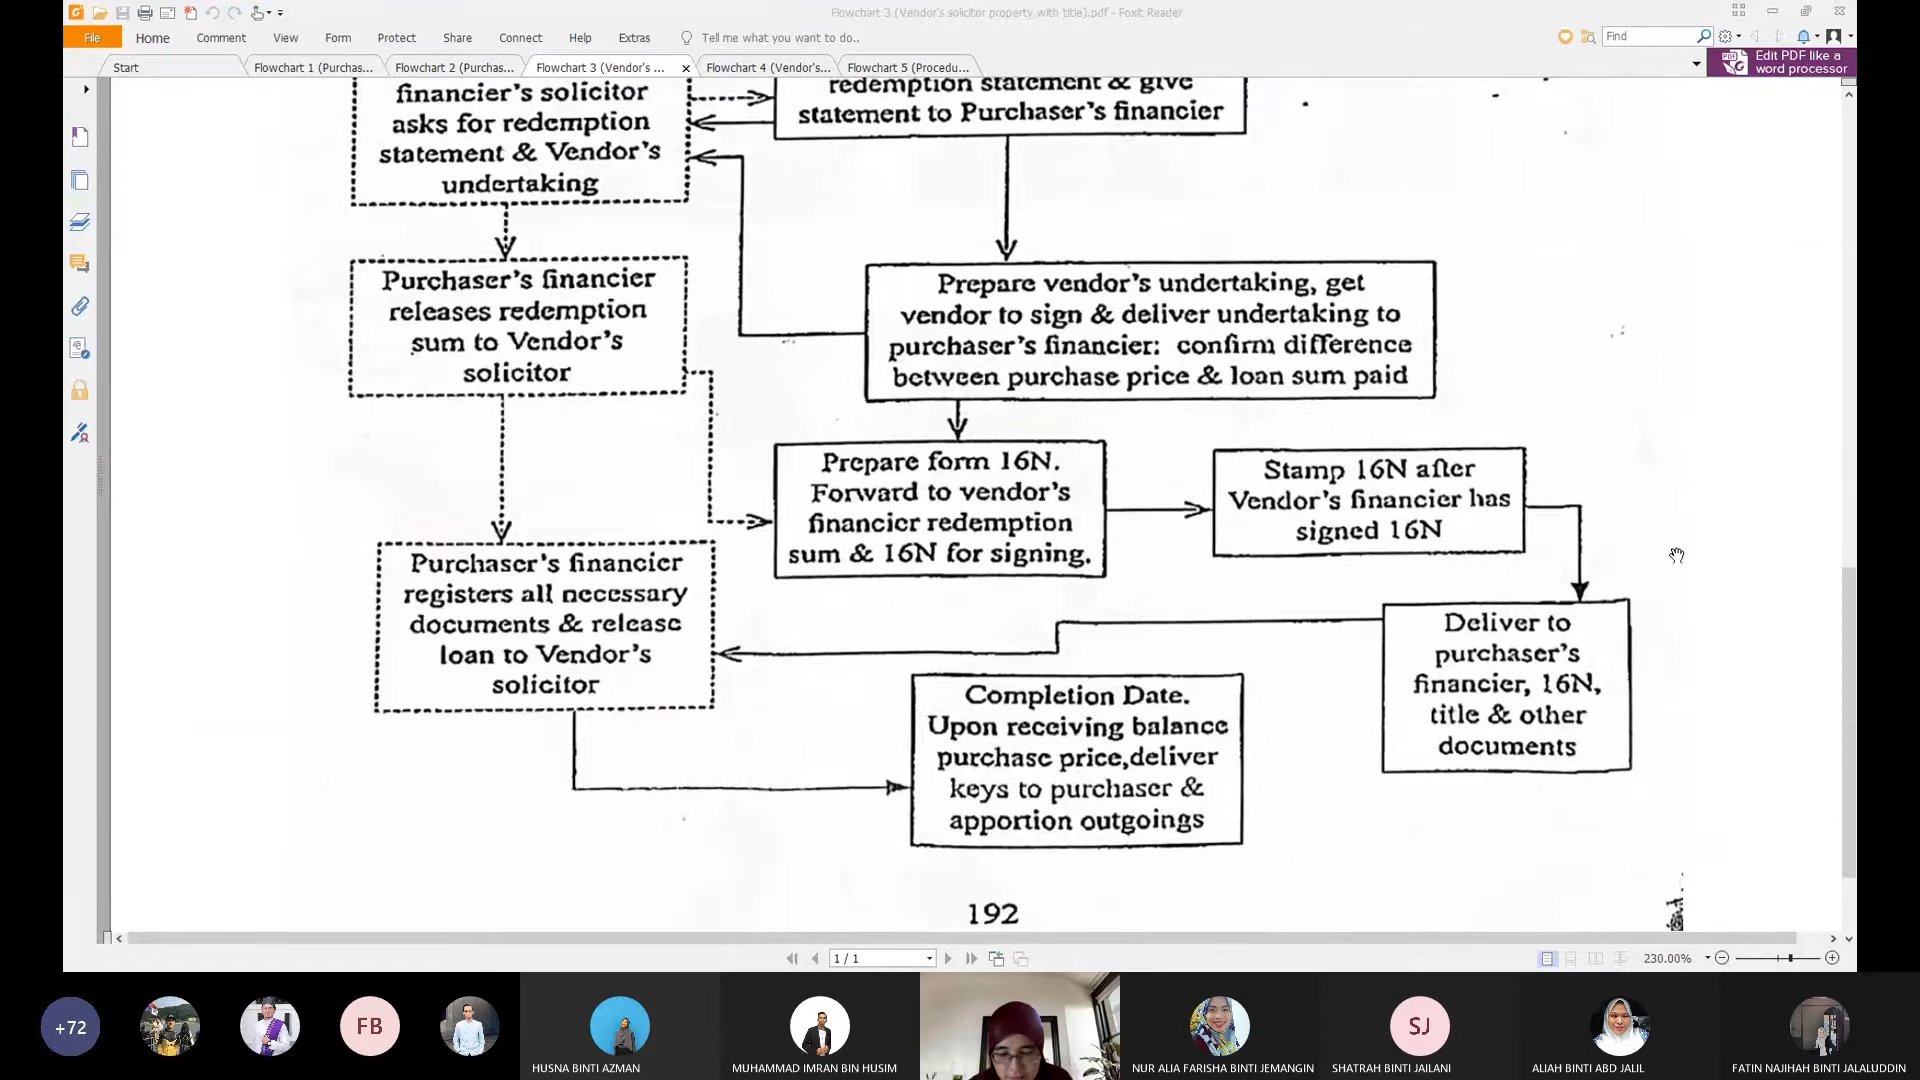 Flowchart 3 (Vendor's solicitor property with title).pdf - Foxit Reader
File
Home
Comment
View
Form
Protect
Share
Connect
Help
Extras
Tell me what you want to do..
Find
Start
Flowchart 1 (Purchas...
Flowchart 2 (Purchas...
Flowchart 3 (Vendor's ...
Flowchart 4 (Vendor's...
Flowchart 5 (Procedu...
Edit PDF like a
word processor
financier's solicitor
asks for redemption
statement & Vendor's
undertaking
redemption statement & give
statement to Purchaser's financier
Purchaser's financier
releases redemption
sum to Vendor's
solicitor
Prepare vendor's undertaking, get
vendor to sign & deliver undertaking to
purchaser's financier: confirm difference
between purchase price & loan sum paid
Prepare form 16N.
Forward to vendor's
financier redemption
sum & 16N for signing.
Stamp 16N after
Vendor's financier has
signed 16N
Purchaser's financier
registers all necessary
documents & release
loan to Vendor's
solicitor
Deliver to
purchaser's
financier, 16N,
title & other
documents
Completion Date.
Upon receiving balance
purchase price,deliver
keys to purchaser &
apportion outgoings
192
1 / 1
230.00%
+72
FB
SJ
HUSNA BINTI AZMAN
MUHAMMAD IMRAN BIN HUSIM
NUR ALIA FARISHA BINTI JEMANGIN
SHATRAH BINTI JAILANI
ALIAH BINTI ABD JALIL
FATIN NAJIHAH BINTI JALALUDDIN